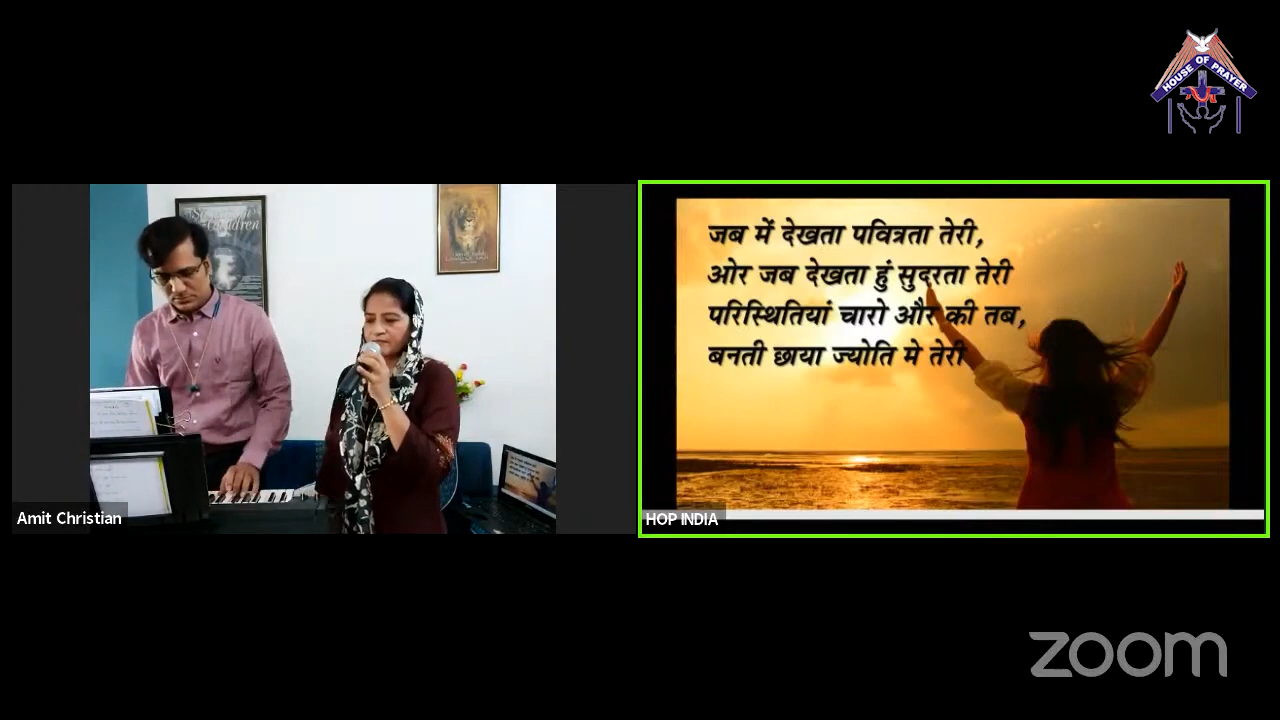 HOUSE OF PRAYER
जब में देखता पवित्रता तेरी,
ओर जब देखता हुं सुदरता तेरी
परिस्थितियां चारो और की तब,
बनती छाया ज्योति मे तेरी
Amit Christian
HOP INDIA
zoom